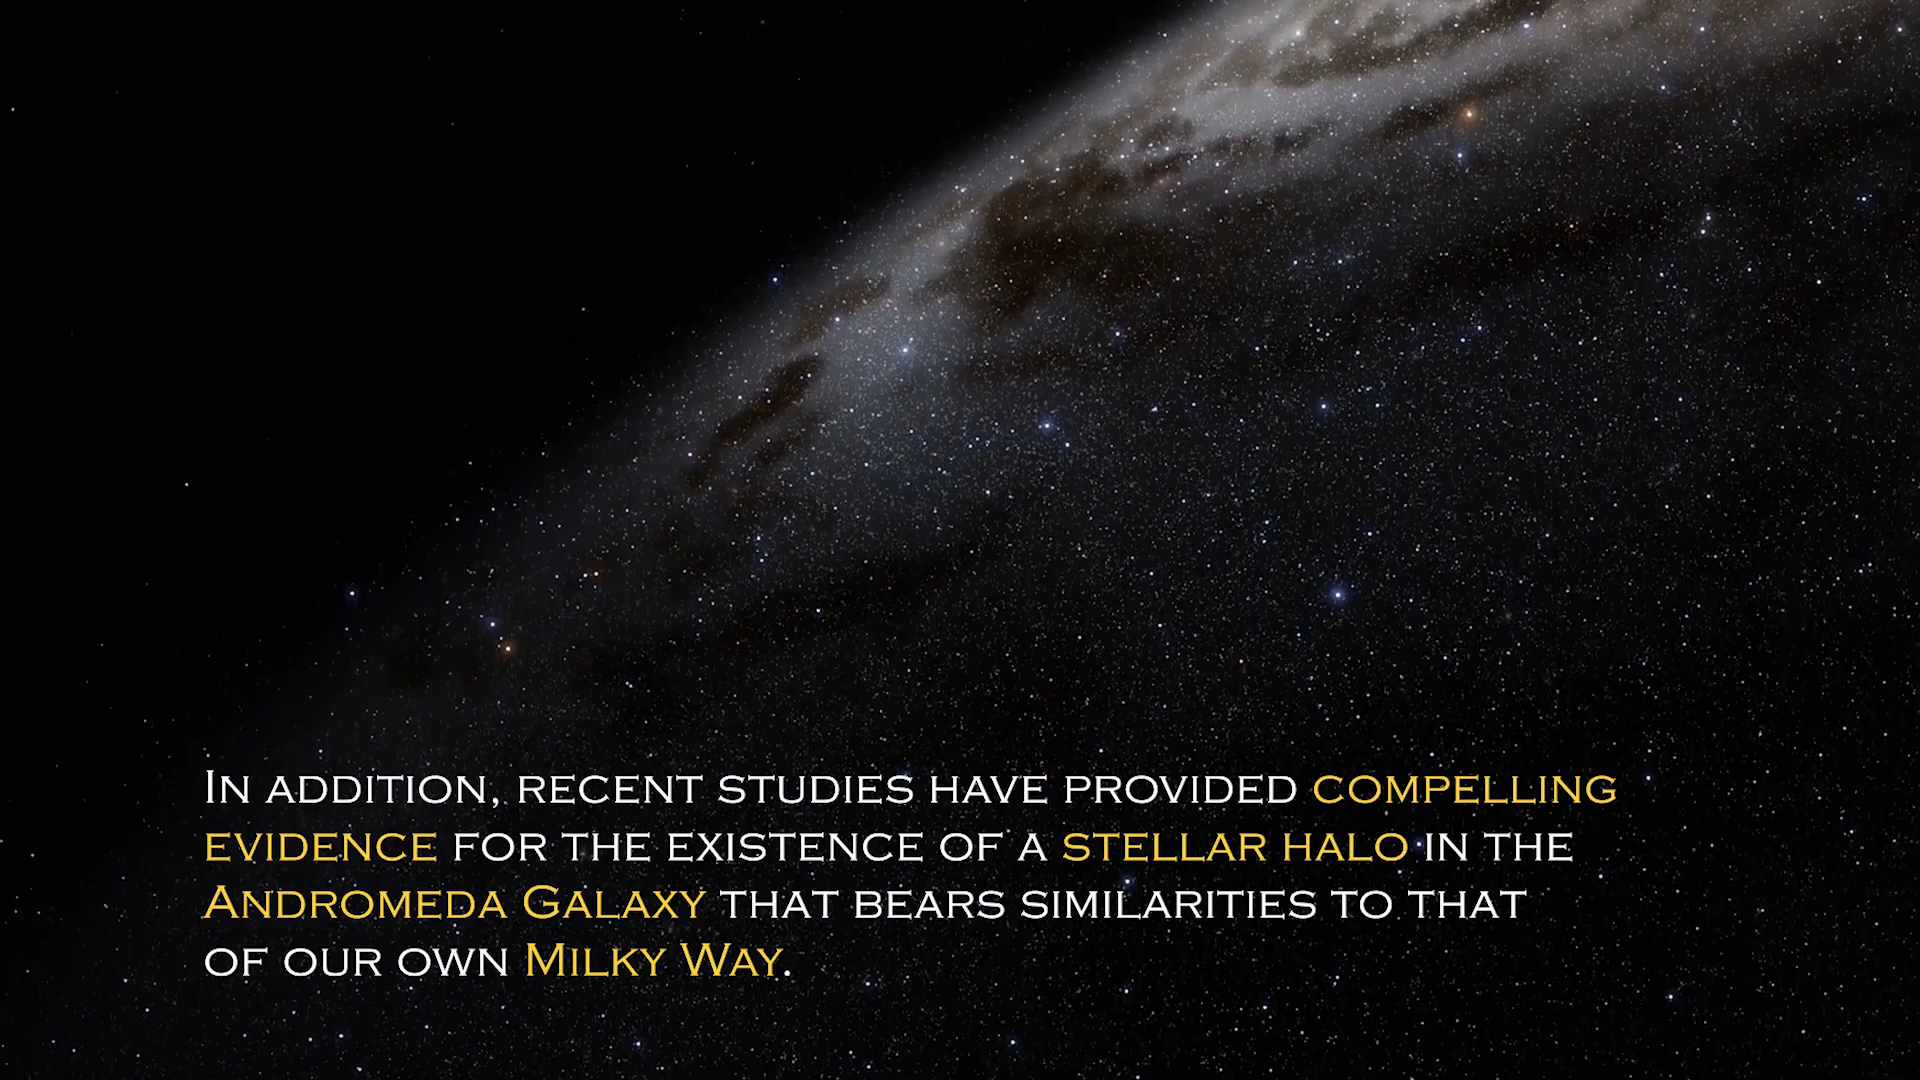 In addition, recent studies have provided compelling
evidence for the existence of a stellar halo in the
Andromeda Galaxy that bears similarities to that
of our own Milky Way.